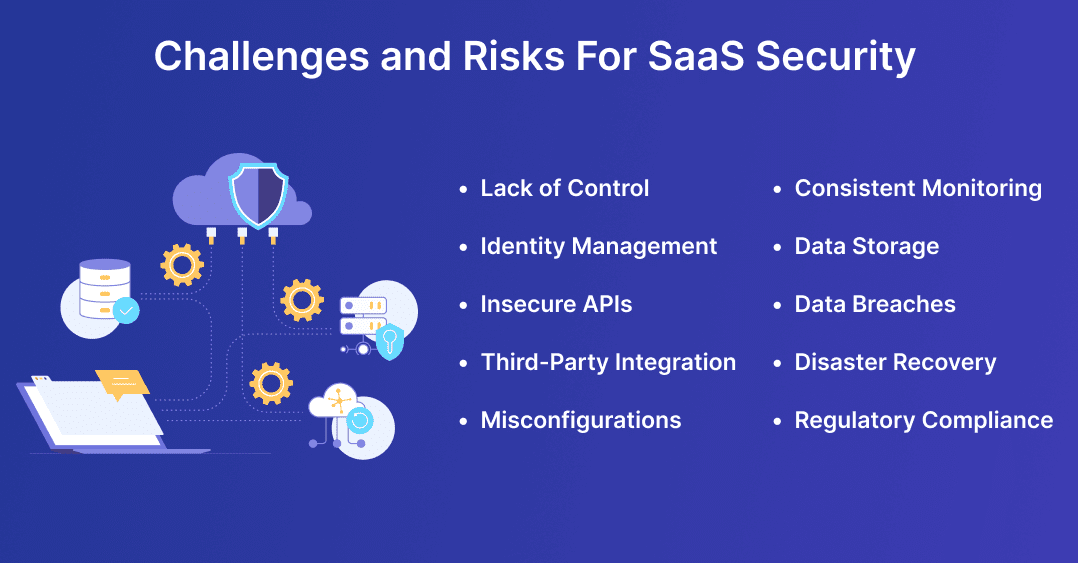 Challenges and Risks For SaaS Security
• Lack of Control
• Identity Management
• Insecure APIs
• Third-Party Integration
• Misconfigurations
• Consistent Monitoring
• Data Storage
• Data Breaches
• Disaster Recovery
• Regulatory Compliance